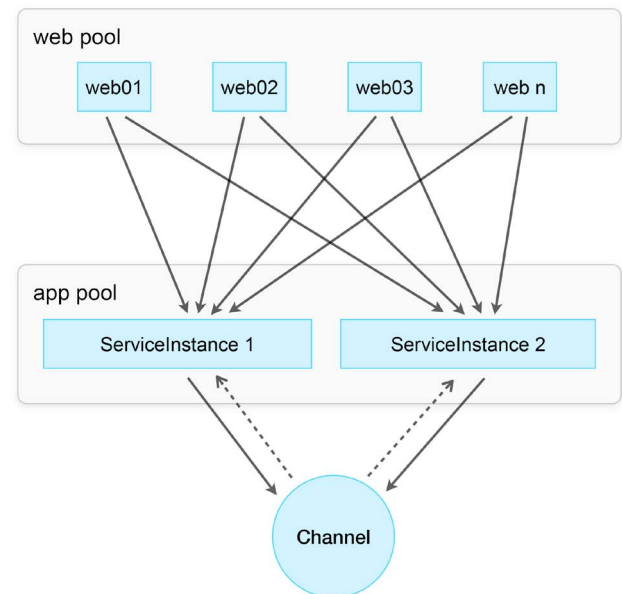 web pool
web01
web02
web03
web n
app pool
ServiceInstance 1
ServiceInstance 2
Channel